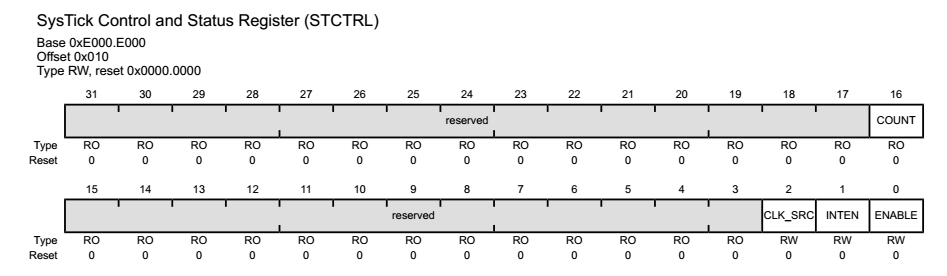 SysTick Control and Status Register (STCTRL)
Base 0xE000.E000
Offset 0x010
Type RW, reset 0x0000.0000
31 30 29 28 27 26 25 24 23 22 21 20 19 18 17 16
reserved COUNT
Type RO RO RO RO RO RO RO RO RO RO RO RO RO RO RO RO
Reset 0 0 0 0 0 0 0 0 0 0 0 0 0 0 0 0
15 14 13 12 11 10 9 8 7 6 5 4 3 2 1 0
reserved CLK_SRC INTEN ENABLE
Type RO RO RO RO RO RO RO RO RO RO RO RO RO RW RW RW
Reset 0 0 0 0 0 0 0 0 0 0 0 0 0 0 0 0